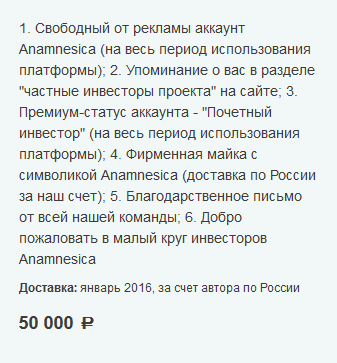 1. Свободный от рекламы аккаунт
Anamnesica (на весь период использования
платформы); 2. Упоминание о вас в разделе
"частные инвесторы проекта" на сайте; 3.
Премиум-статус аккаунта - "Почетный
инвестор" (на весь период использования
платформы); 4. Фирменная майка с
символикой Anamnesica (доставка по России
за наш счет); 5. Благодарственное письмо
от всей нашей команды; 6. Добро
пожаловать в малый круг инвесторов
Anamnesica
Доставка: январь 2016, за счет автора по России
50 000 ₽